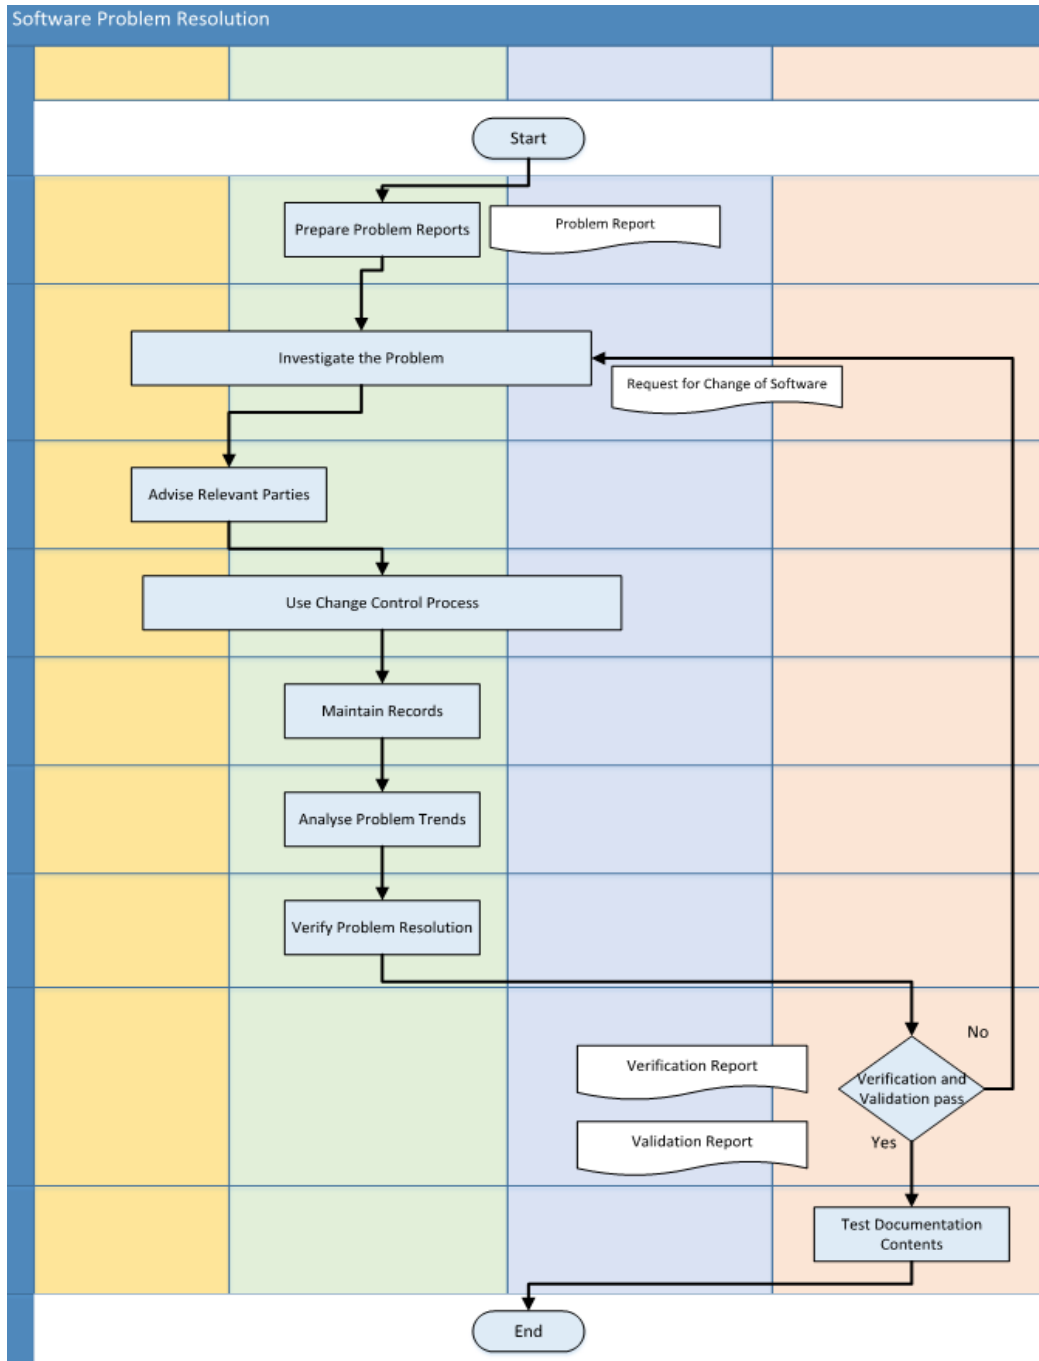 Software Problem Resolution
Start
Prepare Problem Reports
Problem Report
Investigate the Problem
Request for Change of Software
Advise Relevant Parties
Use Change Control Process
Maintain Records
Analyse Problem Trends
Verify Problem Resolution
No
Verification Report
Verification and
Validation pass
Validation Report
Yes
Test Documentation
Contents
End